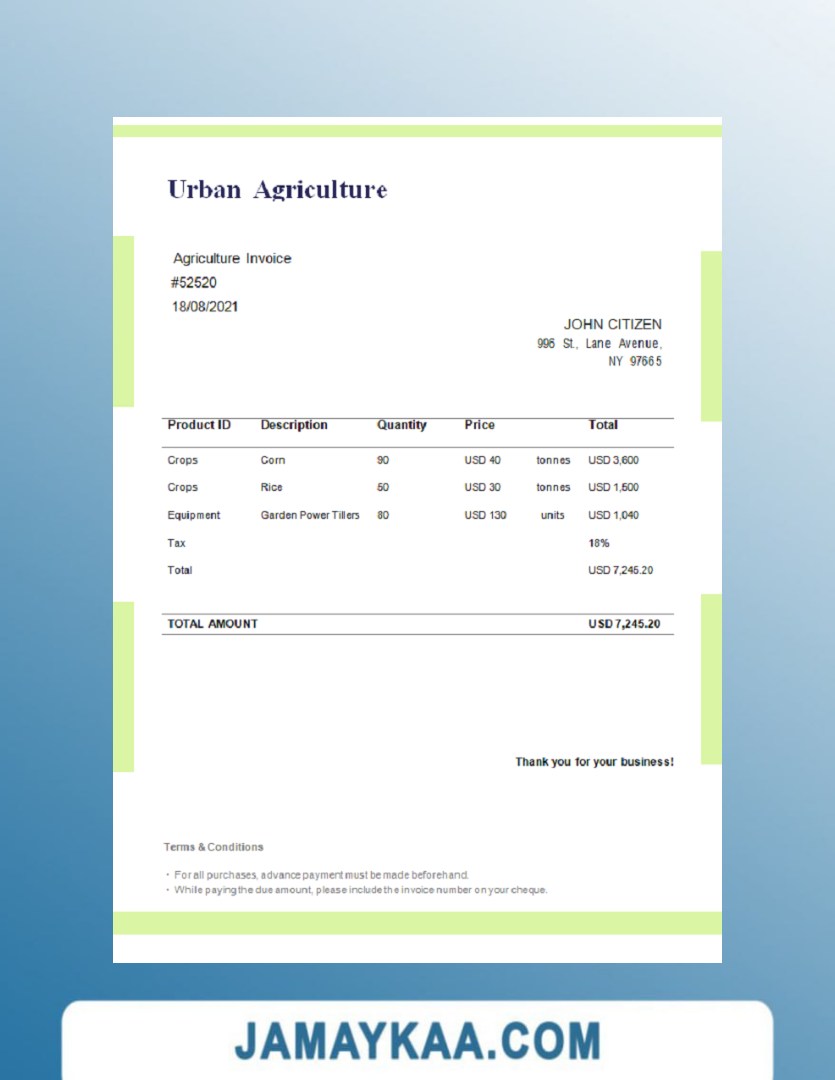 Urban Agriculture
Agriculture Invoice
#52520
18/08/2021
JOHN CITIZEN
996 St., Lane Avenue,
NY 97665
Product ID Description Quantity Price Total
Crops Corn 90 USD 40 tonnes USD 3,600
Crops Rice 50 USD 30 tonnes USD 1,500
Equipment Garden Power Tillers 80 USD 130 units USD 1,040
Tax 18%
Total USD 7,245.20
TOTAL AMOUNT USD 7,245.20
Thank you for your business!
Terms & Conditions
• For all purchases, advance payment must be made beforehand.
• While paying the due amount, please include the invoice number on your cheque.
JAMAYKAA.COM